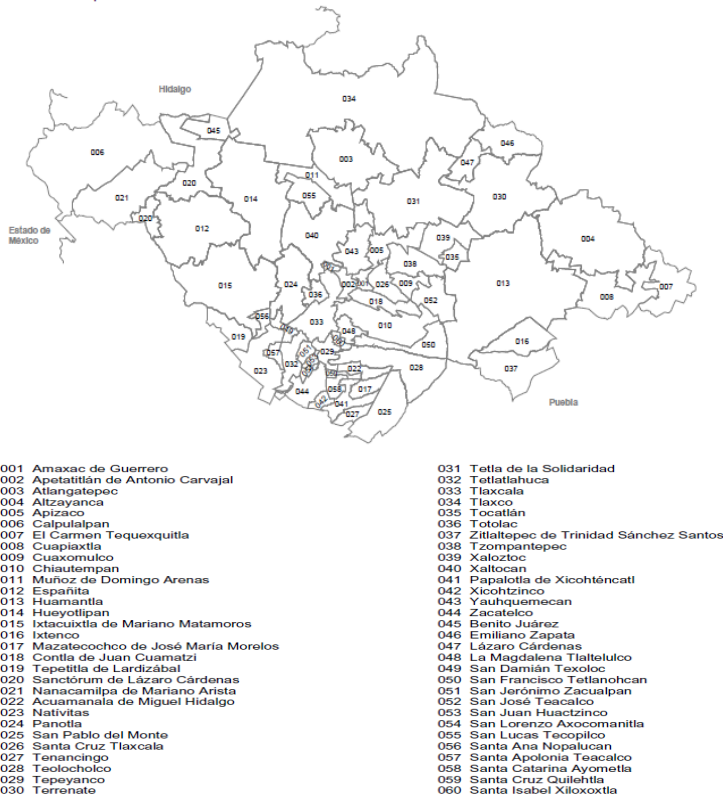 Hidalgo
034
006
045
046
003
047
020
011
021
014
055
031
030
020
012
040
Estado de
México
039
004
043
005
038
035
015
024
002
026
009
013
007
036
008
018
052
056
033
010
048
019
050
016
057
029
023
032
022
028
037
044
058
017
041
027
025
Puebla
001 Amaxac de Guerrero
002 Apetatitlán de Antonio Carvajal
003 Atlangatepec
004 Altzayanca
005 Apizaco
006 Calpulalpan
007 El Carmen Tequexquitla
008 Cuapiaxtla
009 Cuaxomulco
010 Chiautempan
011 Muñoz de Domingo Arenas
012 Españita
013 Huamantla
014 Hueyotlipan
015 Ixtacuixtla de Mariano Matamoros
016 Ixtenco
017 Mazatecochco de José María Morelos
018 Contla de Juan Cuamatzi
019 Tepetitla de Lardizábal
020 Sanctórum de Lázaro Cárdenas
021 Nanacamilpa de Mariano Arista
022 Acuamanala de Miguel Hidalgo
023 Natívitas
024 Panotla
025 San Pablo del Monte
026 Santa Cruz Tlaxcala
027 Tenancingo
028 Teolocholco
029 Tepeyanco
030 Terrenate
031 Tetla de la Solidaridad
032 Tetlatlahuca
033 Tlaxcala
034 Tlaxco
035 Tocatlán
036 Totolac
037 Zitlaltepec de Trinidad Sánchez Santos
038 Tzompantepec
039 Xaloztoc
040 Xaltocan
041 Papalotla de Xicohténcatl
042 Xicohtzinco
043 Yauhquemecan
044 Zacatelco
045 Benito Juárez
046 Emiliano Zapata
047 Lázaro Cárdenas
048 La Magdalena Tlaltelulco
049 San Damián Texoloc
050 San Francisco Tetlanohcan
051 San Jerónimo Zacualpan
052 San José Teacalco
053 San Juan Huactzinco
054 San Lorenzo Axocomanitla
055 San Lucas Tecopilco
056 Santa Ana Nopalucan
057 Santa Apolonia Teacalco
058 Santa Catarina Ayometla
059 Santa Cruz Quilehtla
060 Santa Isabel Xiloxoxtla